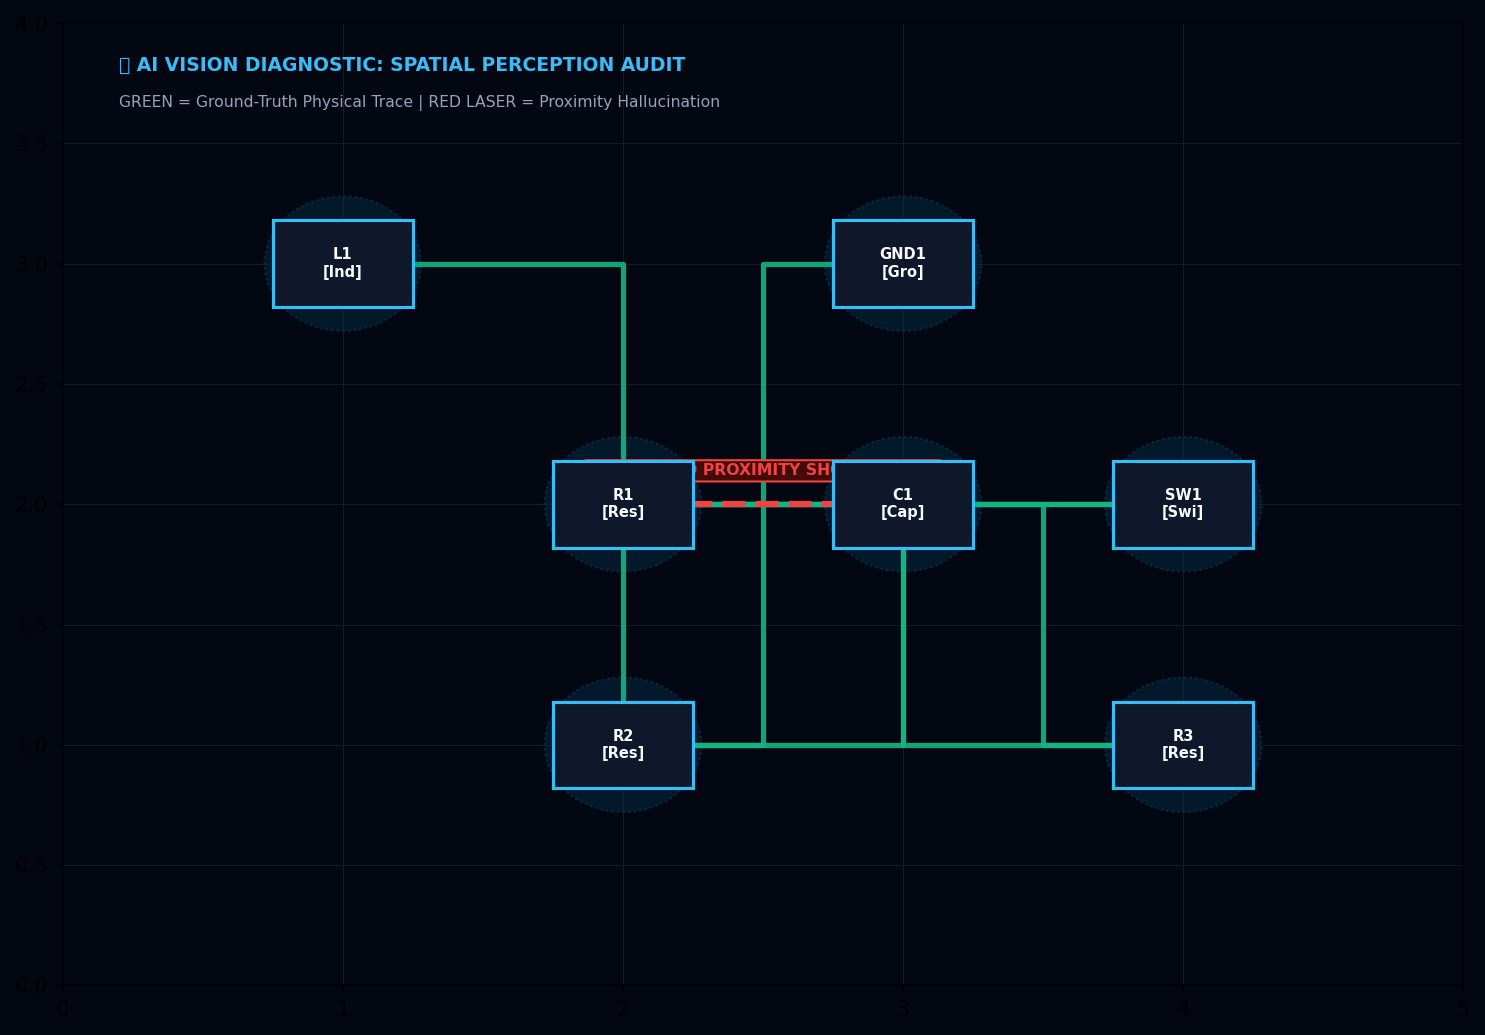 AI VISION DIAGNOSTIC: SPATIAL PERCEPTION AUDIT
GREEN = Ground-Truth Physical Trace | RED LASER = Proximity Hallucination
L1
[Ind]
GND1
[Gro]
PROXIMITY
R1
[Res]
C1
[Cap]
SW1
[Swi]
R2
[Res]
R3
[Res]
4.0
3.5
3.0
2.5
2.0
1.5
1.0
0.5
0.0
0
1
2
3
4
5